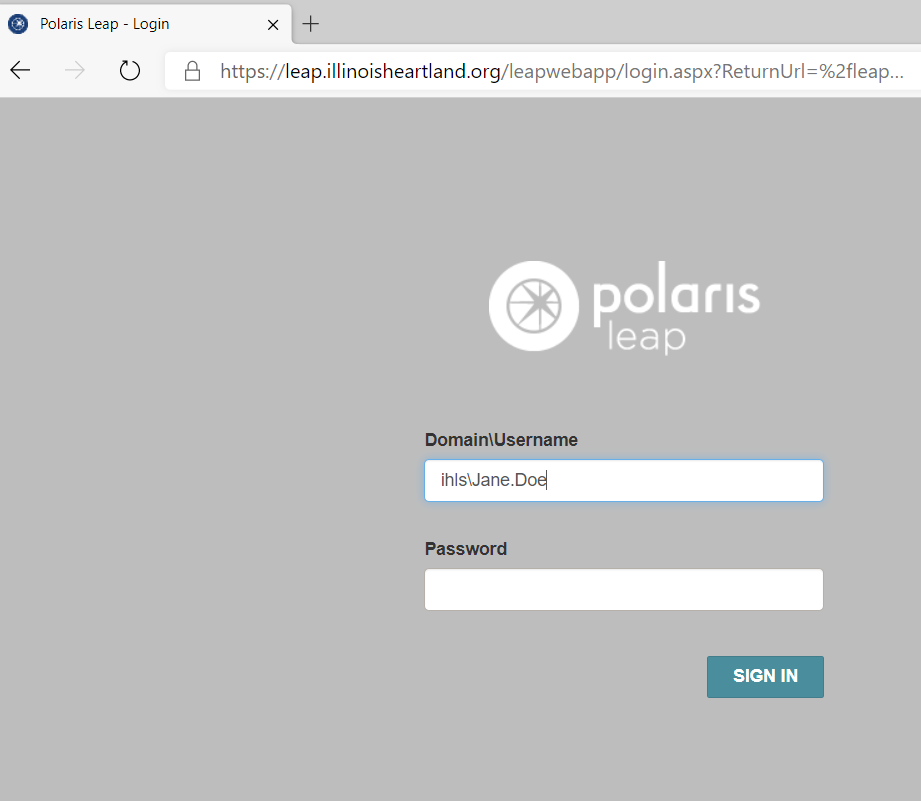 Polaris Leap - Login
https://leap.illinoisheartland.org/leapwebapp/login.aspx?ReturnUrl=%2fleap...
polaris
leap
Domain\Username
ihls\Jane.Doe
Password
SIGN IN